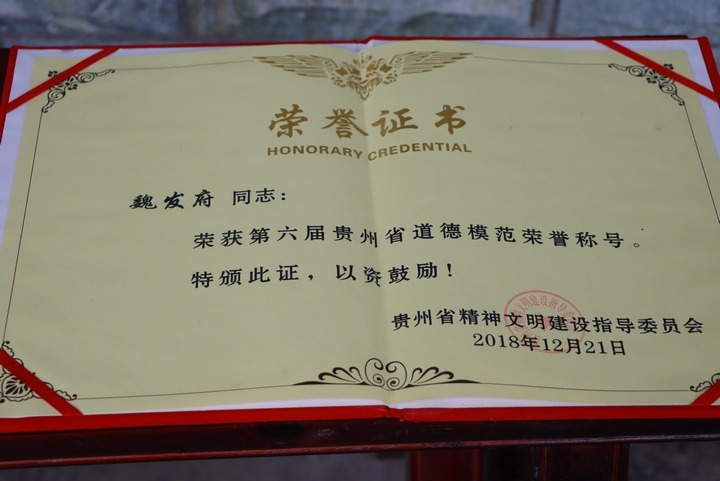 荣誉证书
HONORARY CREDENTIAL
魏发府 同志：
荣获第六届贵州省道德模范荣誉称号。
特颁此证，以资鼓励！
贵州省精神文明建设指导委员会
2018年12月21日